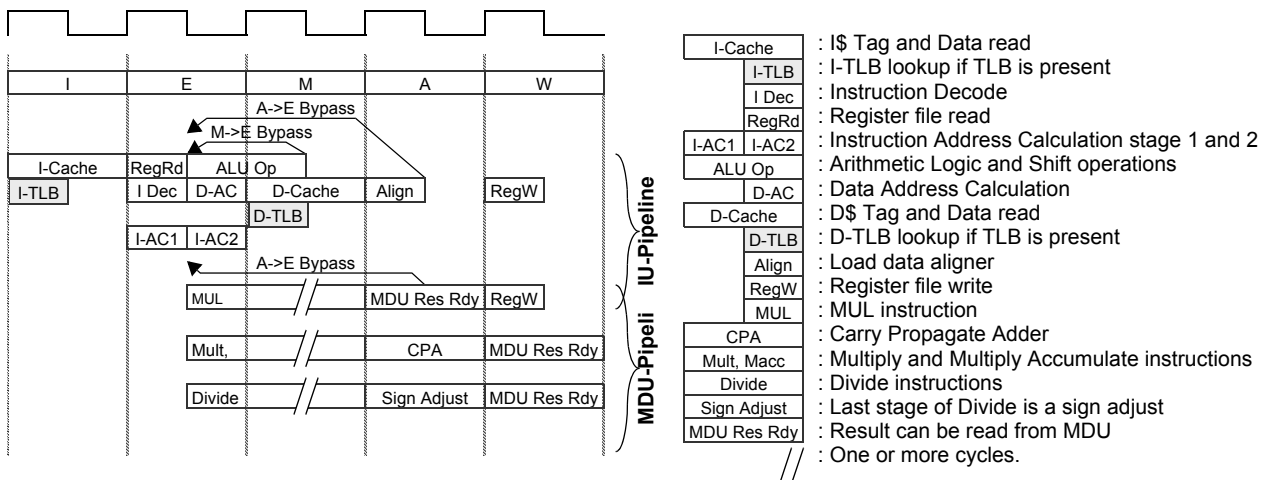 I E M A W
A->E Bypass
M->E Bypass
I-Cache RegRd ALU Op
I-TLB I Dec D-AC D-Cache Align RegW
D-TLB
I-AC1 I-AC2
A->E Bypass
MUL MDU Res Rdy RegW
Mult, CPA MDU Res Rdy
Divide Sign Adjust MDU Res Rdy
IU-Pipeline
MDU-Pipeli
I-Cache : I$ Tag and Data read
I-TLB : I-TLB lookup if TLB is present
I Dec : Instruction Decode
RegRd : Register file read
I-AC1 I-AC2 : Instruction Address Calculation stage 1 and 2
ALU Op : Arithmetic Logic and Shift operations
D-AC : Data Address Calculation
D-Cache : D$ Tag and Data read
D-TLB : D-TLB lookup if TLB is present
Align : Load data aligner
RegW : Register file write
MUL : MUL instruction
CPA : Carry Propagate Adder
Mult, Macc : Multiply and Multiply Accumulate instructions
Divide : Divide instructions
Sign Adjust : Last stage of Divide is a sign adjust
MDU Res Rdy : Result can be read from MDU
: One or more cycles.